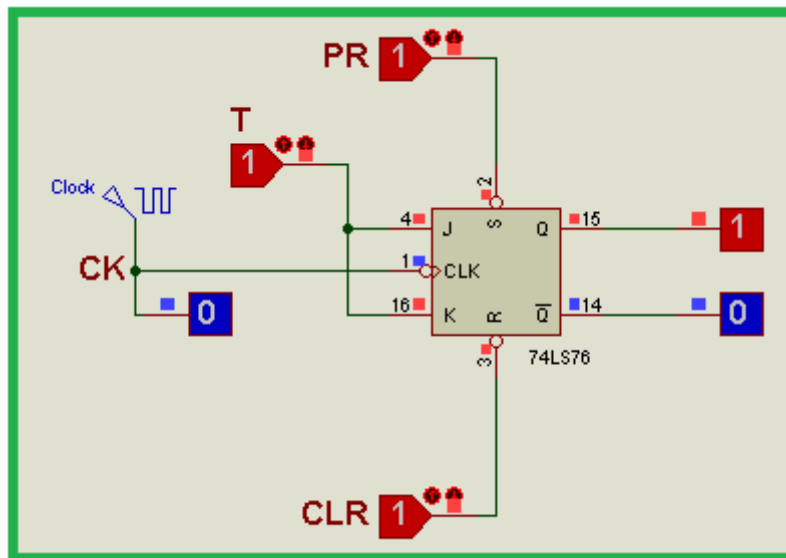 PR 1
T
1
Clock
2
4 J S Q 15 1
CK 1 CLK
0 16 K R Q 14 0
3 74LS76
CLR 1